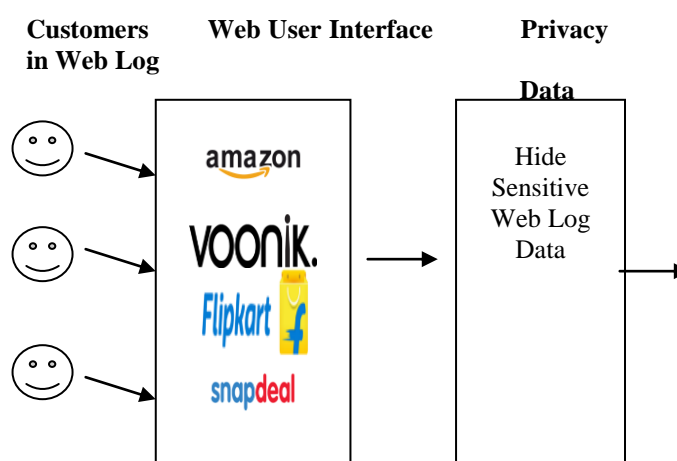 Customers
in Web Log
Web User Interface
Privacy
Data
amazon
VOONiK.
Flipkart f
snapdeal
Hide
Sensitive
Web Log
Data